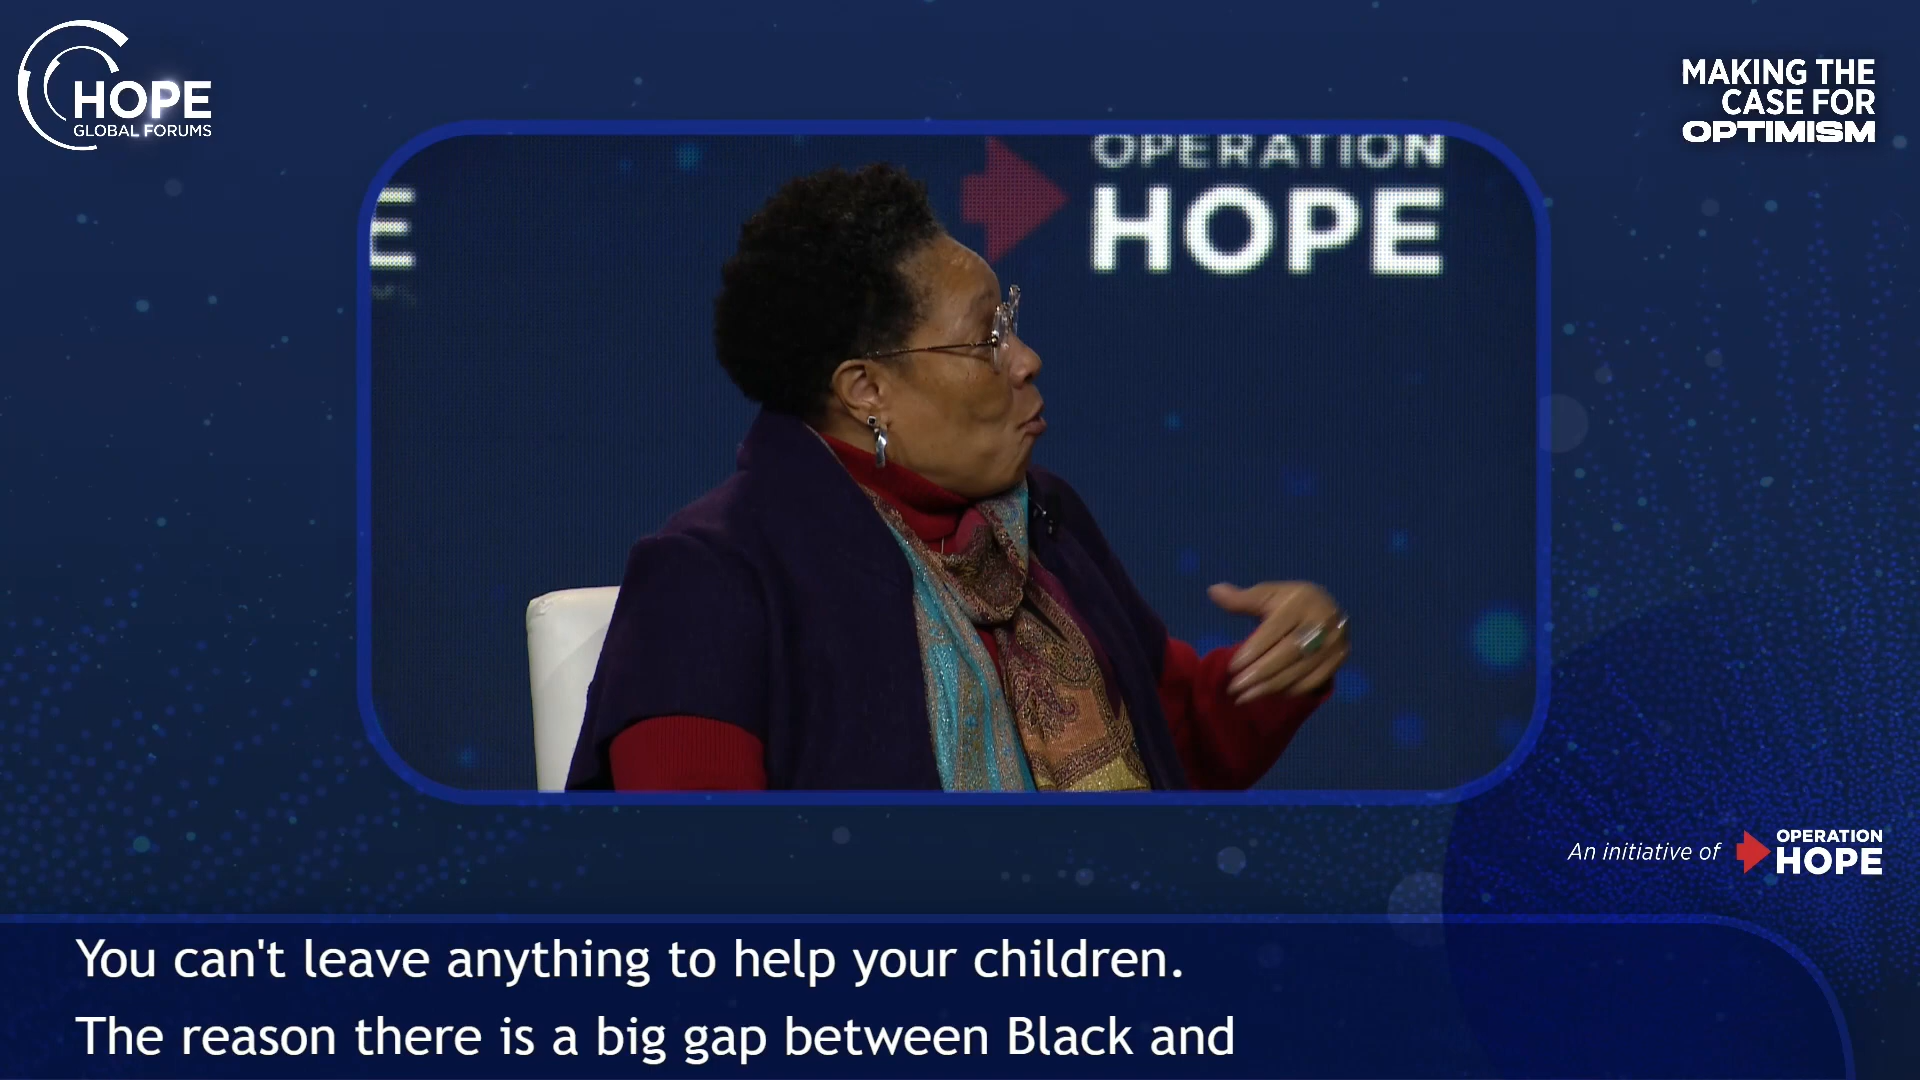 HOPE
GLOBAL FORUMS
MAKING THE
CASE FOR
OPTIMISM
OPERATION
HOPE
E
An initiative of
OPERATION
HOPE
You can't leave anything to help your children.
The reason there is a big gap between Black and